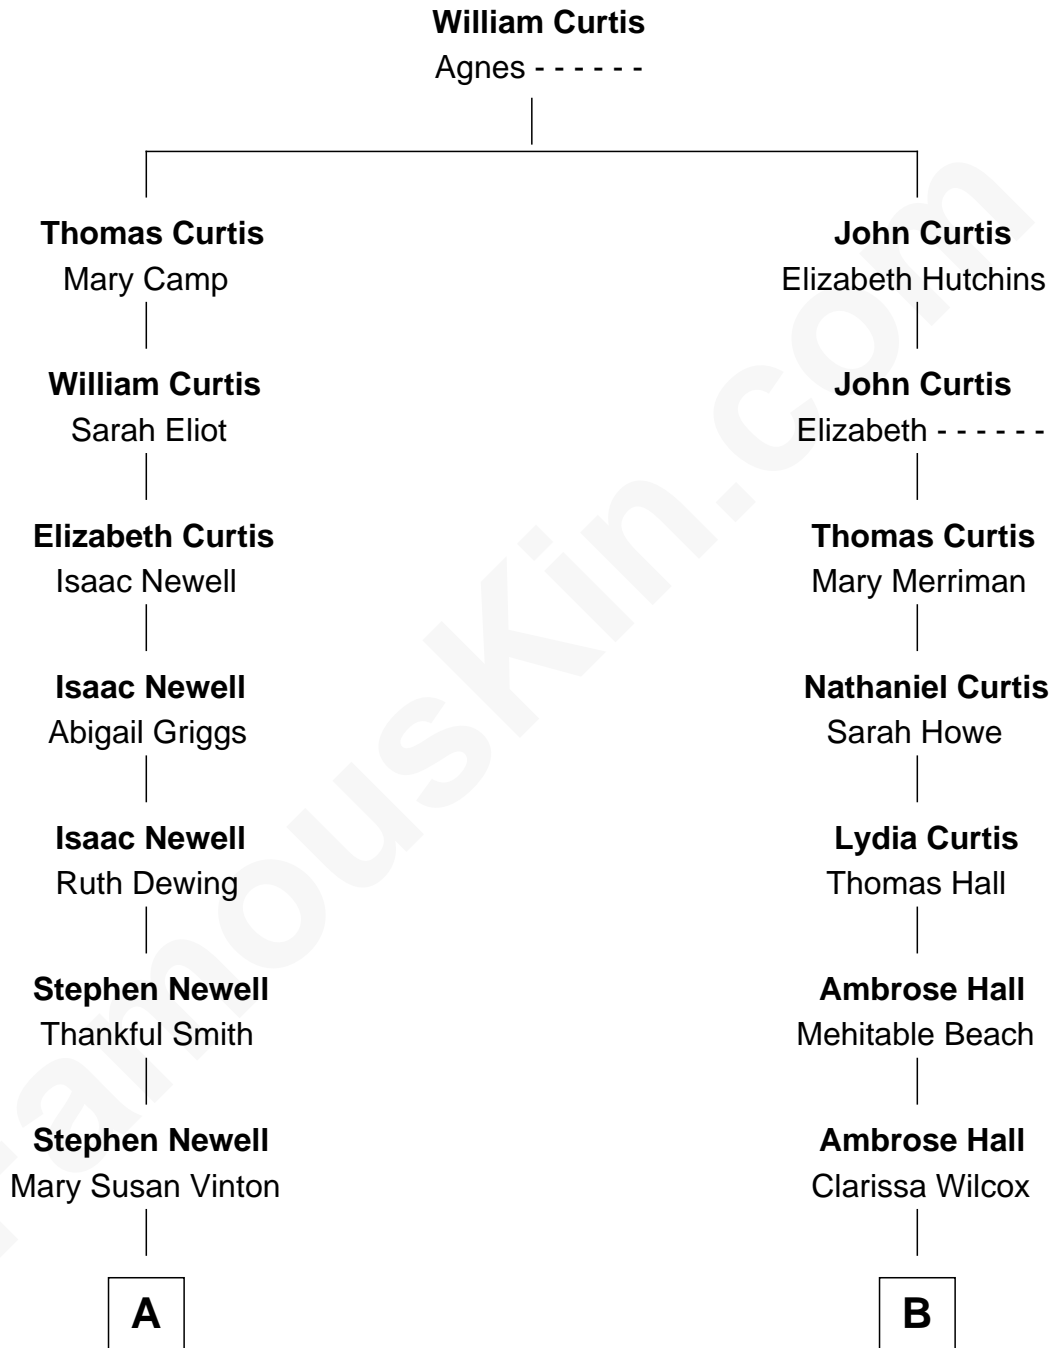 William Curtis
Agnes - - - - - -
Thomas Curtis
Mary Camp
John Curtis
Elizabeth Hutchins
William Curtis
Sarah Eliot
John Curtis
Elizabeth - - - - - -
Elizabeth Curtis
Isaac Newell
Thomas Curtis
Mary Merriman
Isaac Newell
Abigail Griggs
Nathaniel Curtis
Sarah Howe
Isaac Newell
Ruth Dewing
Lydia Curtis
Thomas Hall
Stephen Newell
Thankful Smith
Ambrose Hall
Mehitable Beach
Stephen Newell
Mary Susan Vinton
Ambrose Hall
Clarissa Wilcox
A
B
FamousKin.com